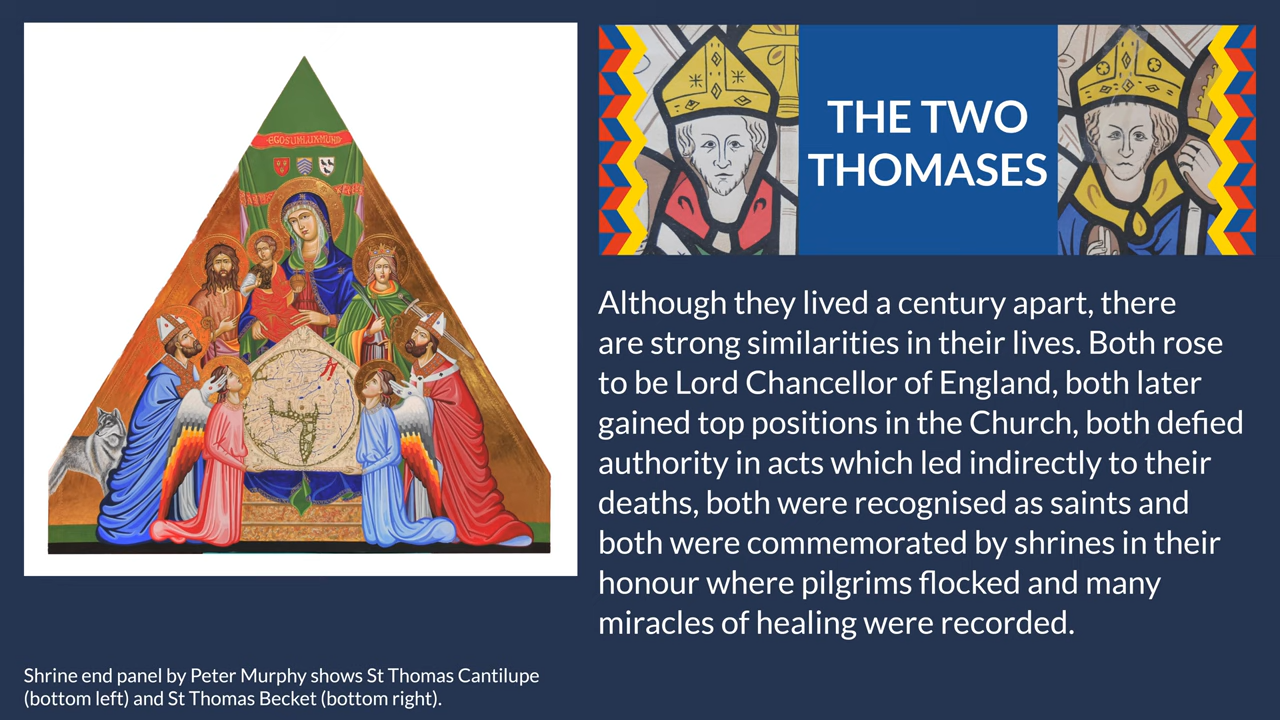 EGO SUM LUX MUNDI
THE TWO
THOMASES
Although they lived a century apart, there
are strong similarities in their lives. Both rose
to be Lord Chancellor of England, both later
gained top positions in the Church, both defied
authority in acts which led indirectly to their
deaths, both were recognised as saints and
both were commemorated by shrines in their
honour where pilgrims flocked and many
miracles of healing were recorded.
Shrine end panel by Peter Murphy shows St Thomas Cantilupe
(bottom left) and St Thomas Becket (bottom right).